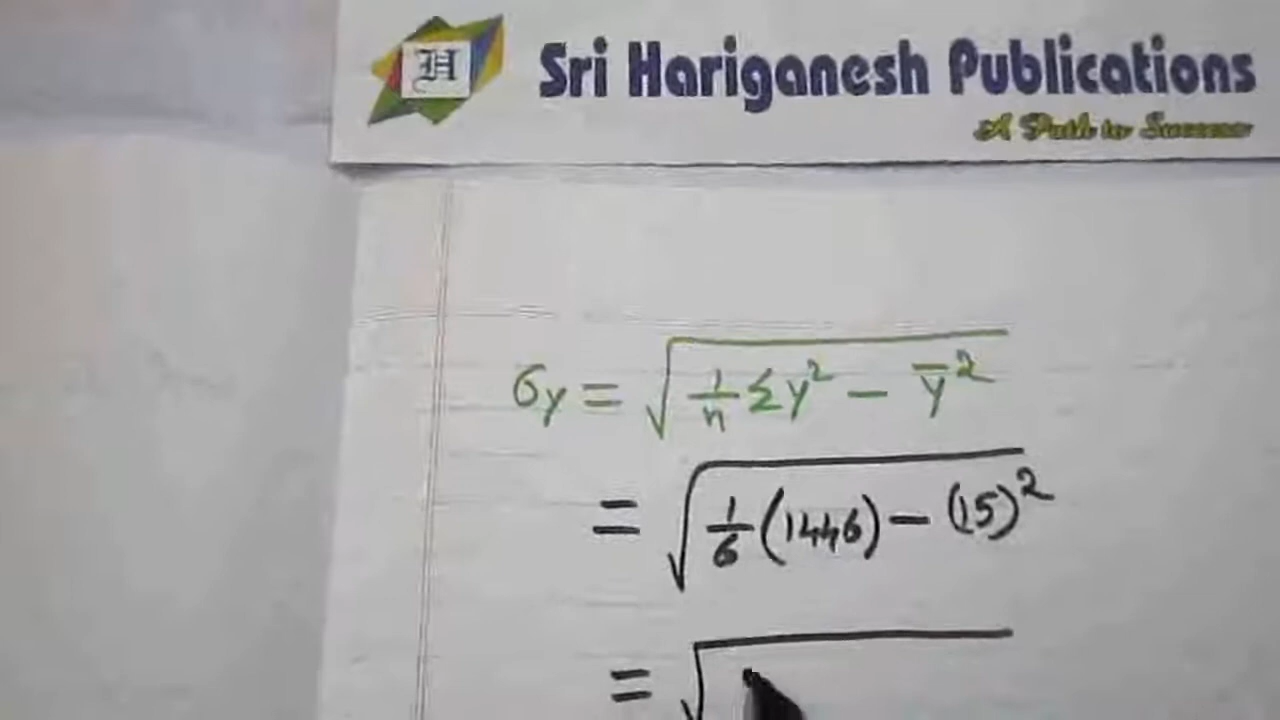 H
Sri Hariganesh Publications
A Path to Success
σy = √(1/n Σy² − ȳ²)
= √(1/6 (1446) − (15)²)
= √